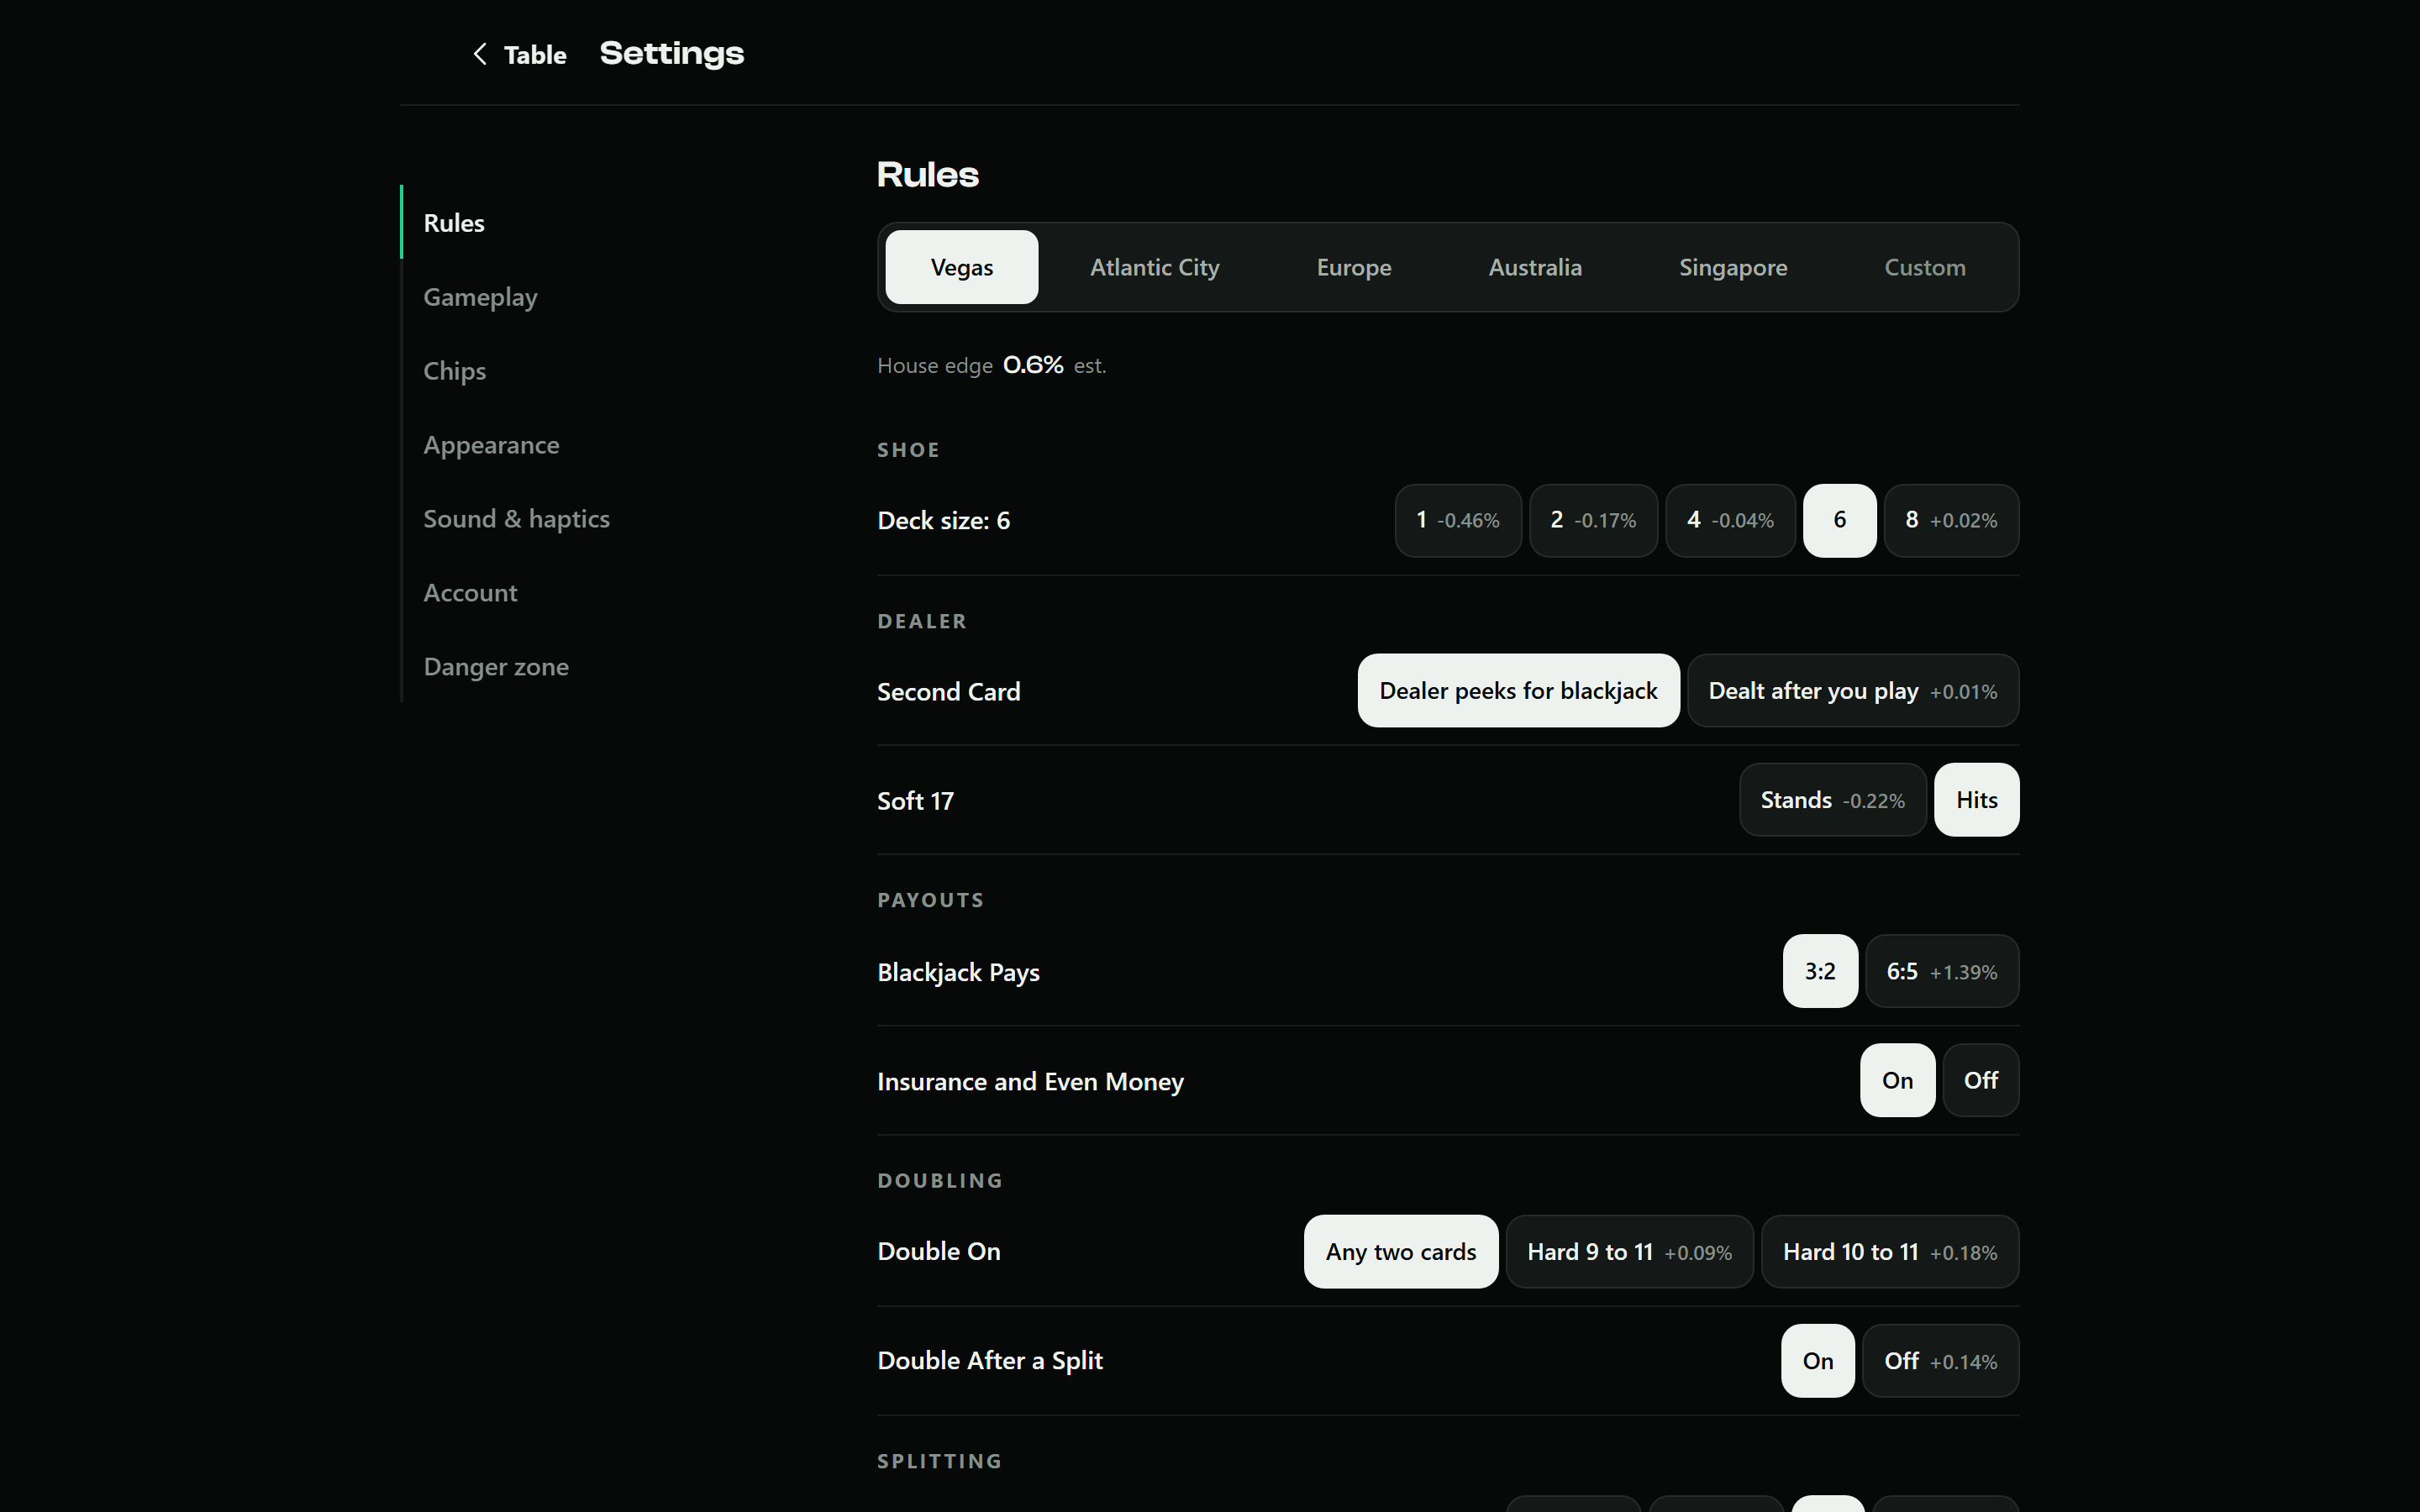 Table Settings
Rules
Gameplay
Chips
Appearance
Sound & haptics
Account
Danger zone
Rules
Vegas Atlantic City Europe Australia Singapore Custom
House edge 0.6% est.
SHOE
Deck size: 6 1 -0.46% 2 -0.17% 4 -0.04% 6 8 +0.02%
DEALER
Second Card Dealer peeks for blackjack Dealt after you play +0.01%
Soft 17 Stands -0.22% Hits
PAYOUTS
Blackjack Pays 3:2 6:5 +1.39%
Insurance and Even Money On Off
DOUBLING
Double On Any two cards Hard 9 to 11 +0.09% Hard 10 to 11 +0.18%
Double After a Split On Off +0.14%
SPLITTING